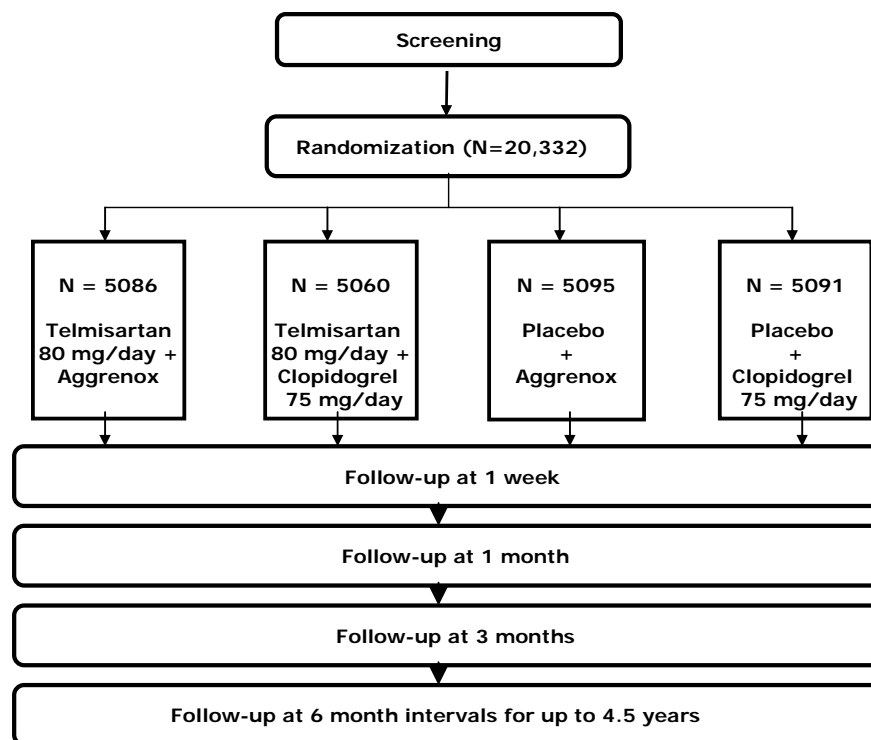 Screening
Randomization (N=20,332)
N = 5086
Telmisartan
80 mg/day +
Aggrenox
N = 5060
Telmisartan
80 mg/day +
Clopidogrel
75 mg/day
N = 5095
Placebo
+
Aggrenox
N = 5091
Placebo
+
Clopidogrel
75 mg/day
Follow-up at 1 week
Follow-up at 1 month
Follow-up at 3 months
Follow-up at 6 month intervals for up to 4.5 years